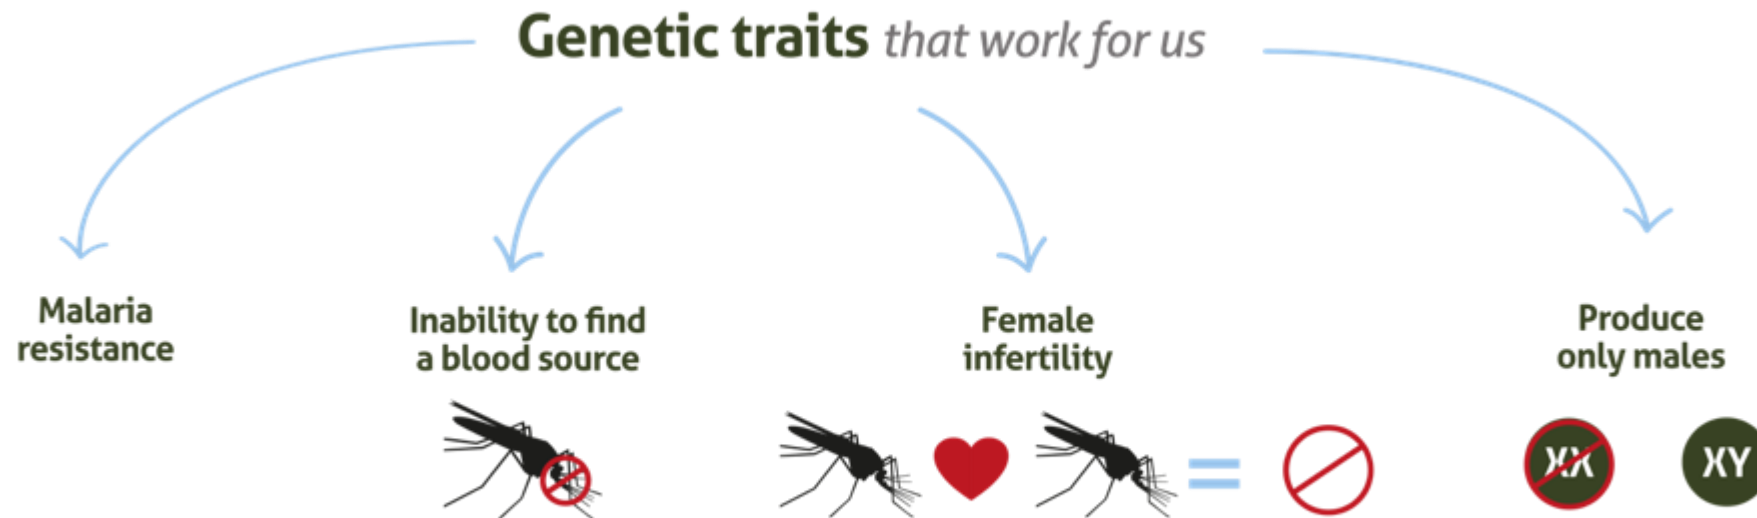 Genetic traits that work for us
Malaria
resistance
Inability to find
a blood source
Female
infertility
Produce
only males
XX
XY